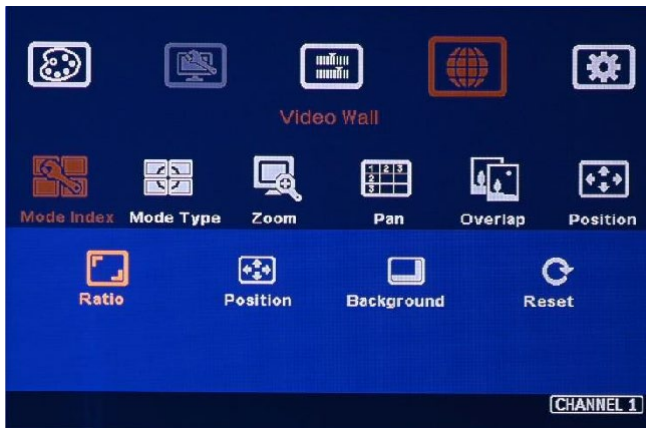 Video Wall
Mode Index Mode Type Zoom Pan Overlap Position
Ratio Position Background Reset
CHANNEL 1